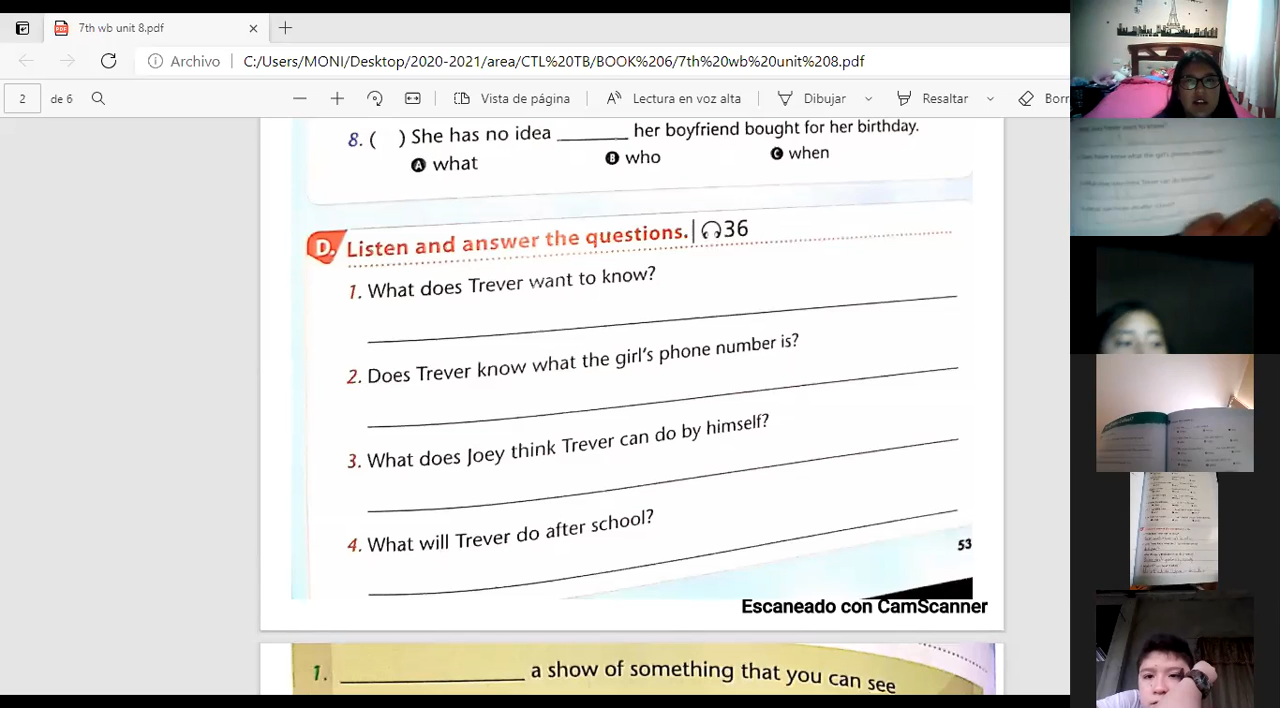 7th wb unit 8.pdf
Archivo C:/Users/MONI/Desktop/2020-2021/area/CTL%20TB/BOOK%206/7th%20wb%20unit%208.pdf
2 de 6 Vista de página Lectura en voz alta Dibujar Resaltar Borr
8. ( ) She has no idea ________ her boyfriend bought for her birthday.
A what B who C when
D. Listen and answer the questions. | 36
1. What does Trever want to know?
2. Does Trever know what the girl's phone number is?
3. What does Joey think Trever can do by himself?
4. What will Trever do after school?
53
Escaneado con CamScanner
1. ________________ a show of something that you can see